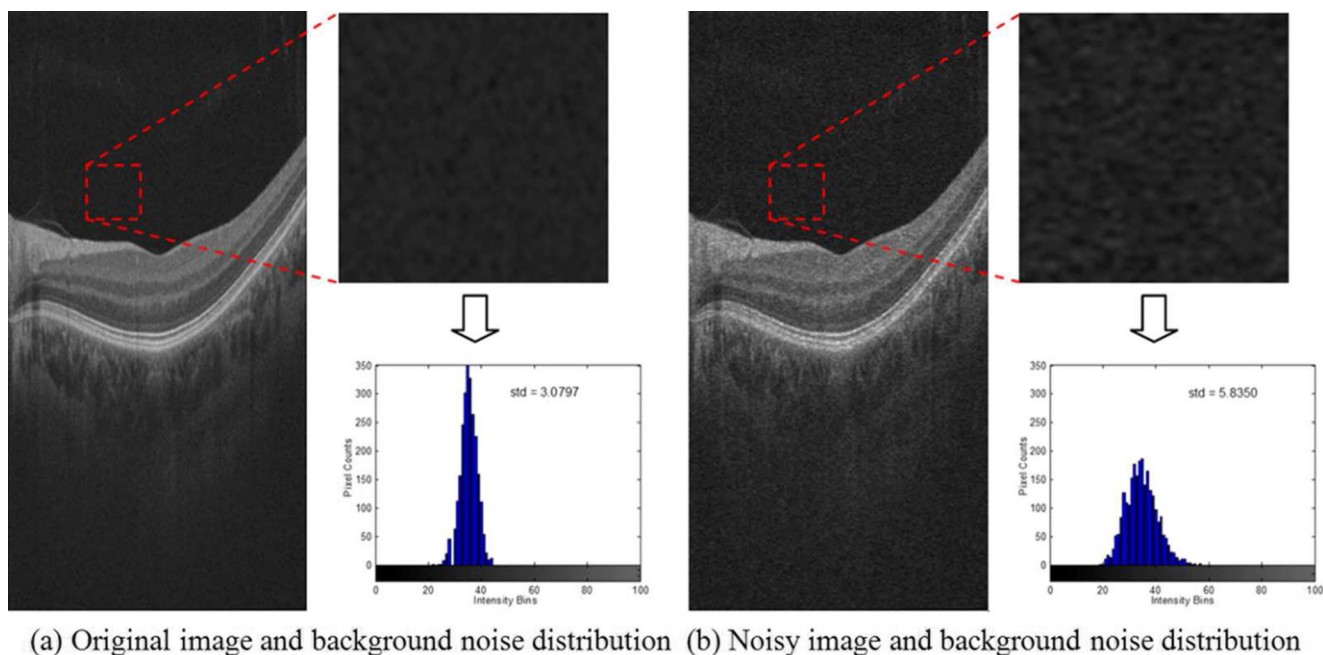 350
300
250
200
150
100
50
0
Pixel Counts
std = 3.0797
0 20 40 60 80 100
Intensity Bins
350
300
250
200
150
100
50
0
Pixel Counts
std = 5.8350
0 20 40 60 80 100
Intensity Bins
(a) Original image and background noise distribution
(b) Noisy image and background noise distribution